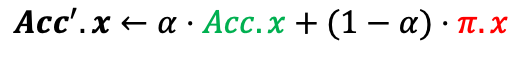 Acc′.x ← α · Acc.x + (1 − α) · π.x